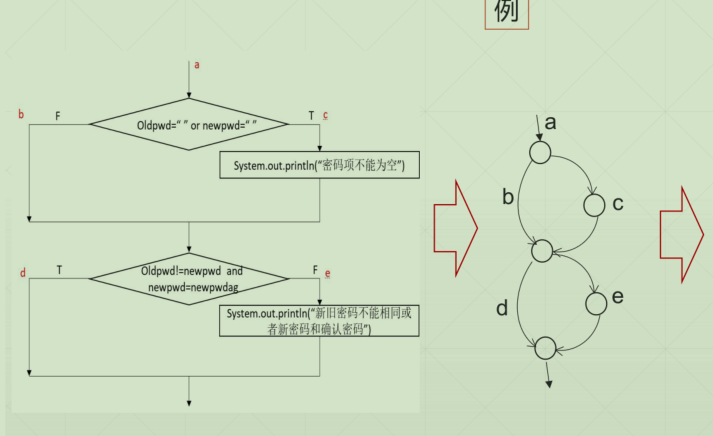 例
a
b F T c
Oldpwd=“ ” or newpwd=“ ”
System.out.println(“密码项不能为空”)
d T F e
Oldpwd!=newpwd and
newpwd=newpwdag
System.out.println(“新旧密码不能相同或
者新密码和确认密码”)
a
b c
d e